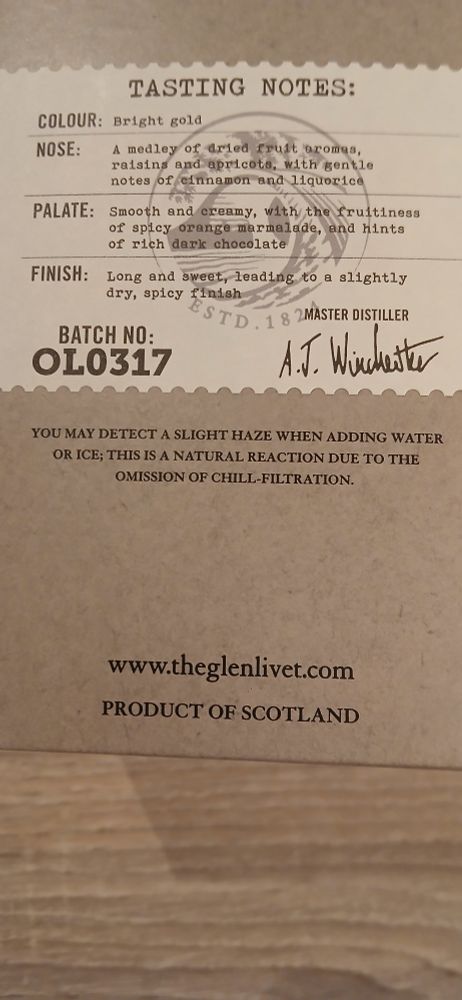 TASTING NOTES:
COLOUR: Bright gold
NOSE: A medley of dried fruit aromas,
raisins and apricots, with gentle
notes of cinnamon and liquorice
PALATE: Smooth and creamy, with the fruitiness
of spicy orange marmalade, and hints
of rich dark chocolate
FINISH: Long and sweet, leading to a slightly
dry, spicy finish
ESTD. 1824
MASTER DISTILLER
BATCH NO:
OL0317
A.J. Winchester
YOU MAY DETECT A SLIGHT HAZE WHEN ADDING WATER
OR ICE; THIS IS A NATURAL REACTION DUE TO THE
OMISSION OF CHILL-FILTRATION.
www.theglenlivet.com
PRODUCT OF SCOTLAND